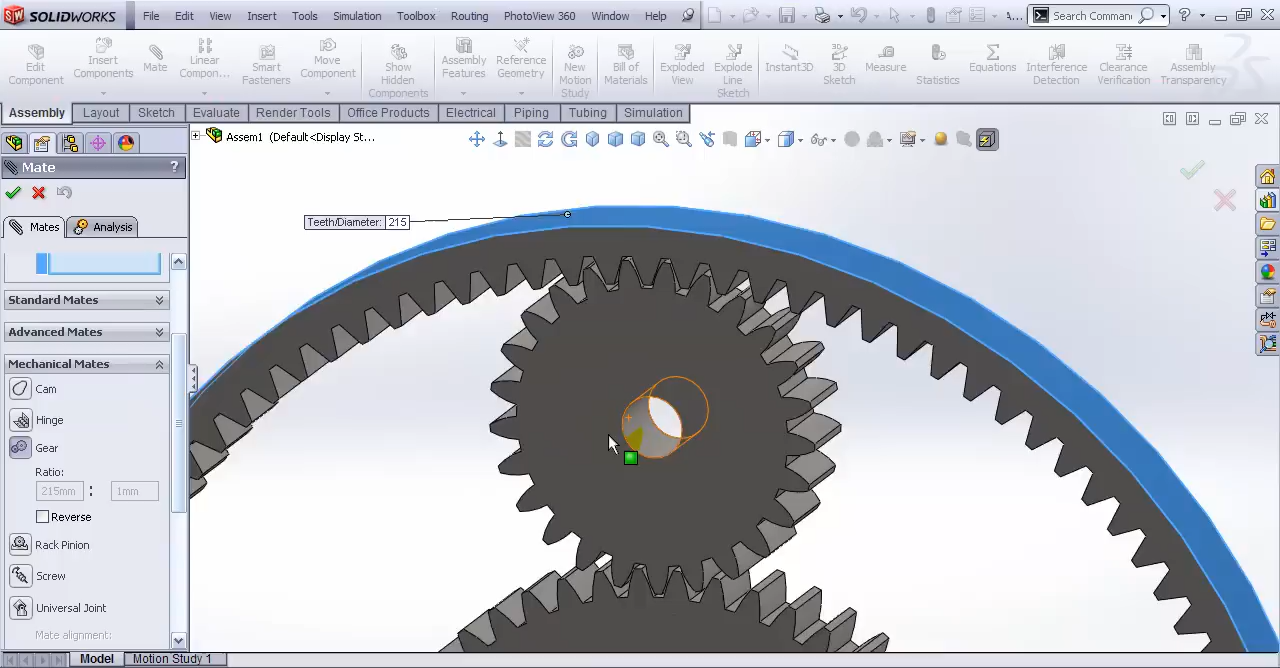 SOLIDWORKS File Edit View Insert Tools Simulation Toolbox Routing PhotoView 360 Window Help A... Search Comman ?
Edit Component
Insert Components
Mate
Linear Compon...
Smart Fasteners
Move Component
Show Hidden Components
Assembly Features
Reference Geometry
New Motion Study
Bill of Materials
Exploded View
Explode Line Sketch
Instant3D
3D Sketch
Measure
Statistics
Equations
Interference Detection
Clearance Verification
Assembly Transparency
Assembly Layout Sketch Evaluate Render Tools Office Products Electrical Piping Tubing Simulation
Assem1 (Default<Display St...
Mate ?
Mates Analysis
Teeth/Diameter: 215
Standard Mates
Advanced Mates
Mechanical Mates
Cam
Hinge
Gear
Ratio:
215mm : 1mm
Reverse
Rack Pinion
Screw
Universal Joint
Mate alignment:
Model Motion Study 1